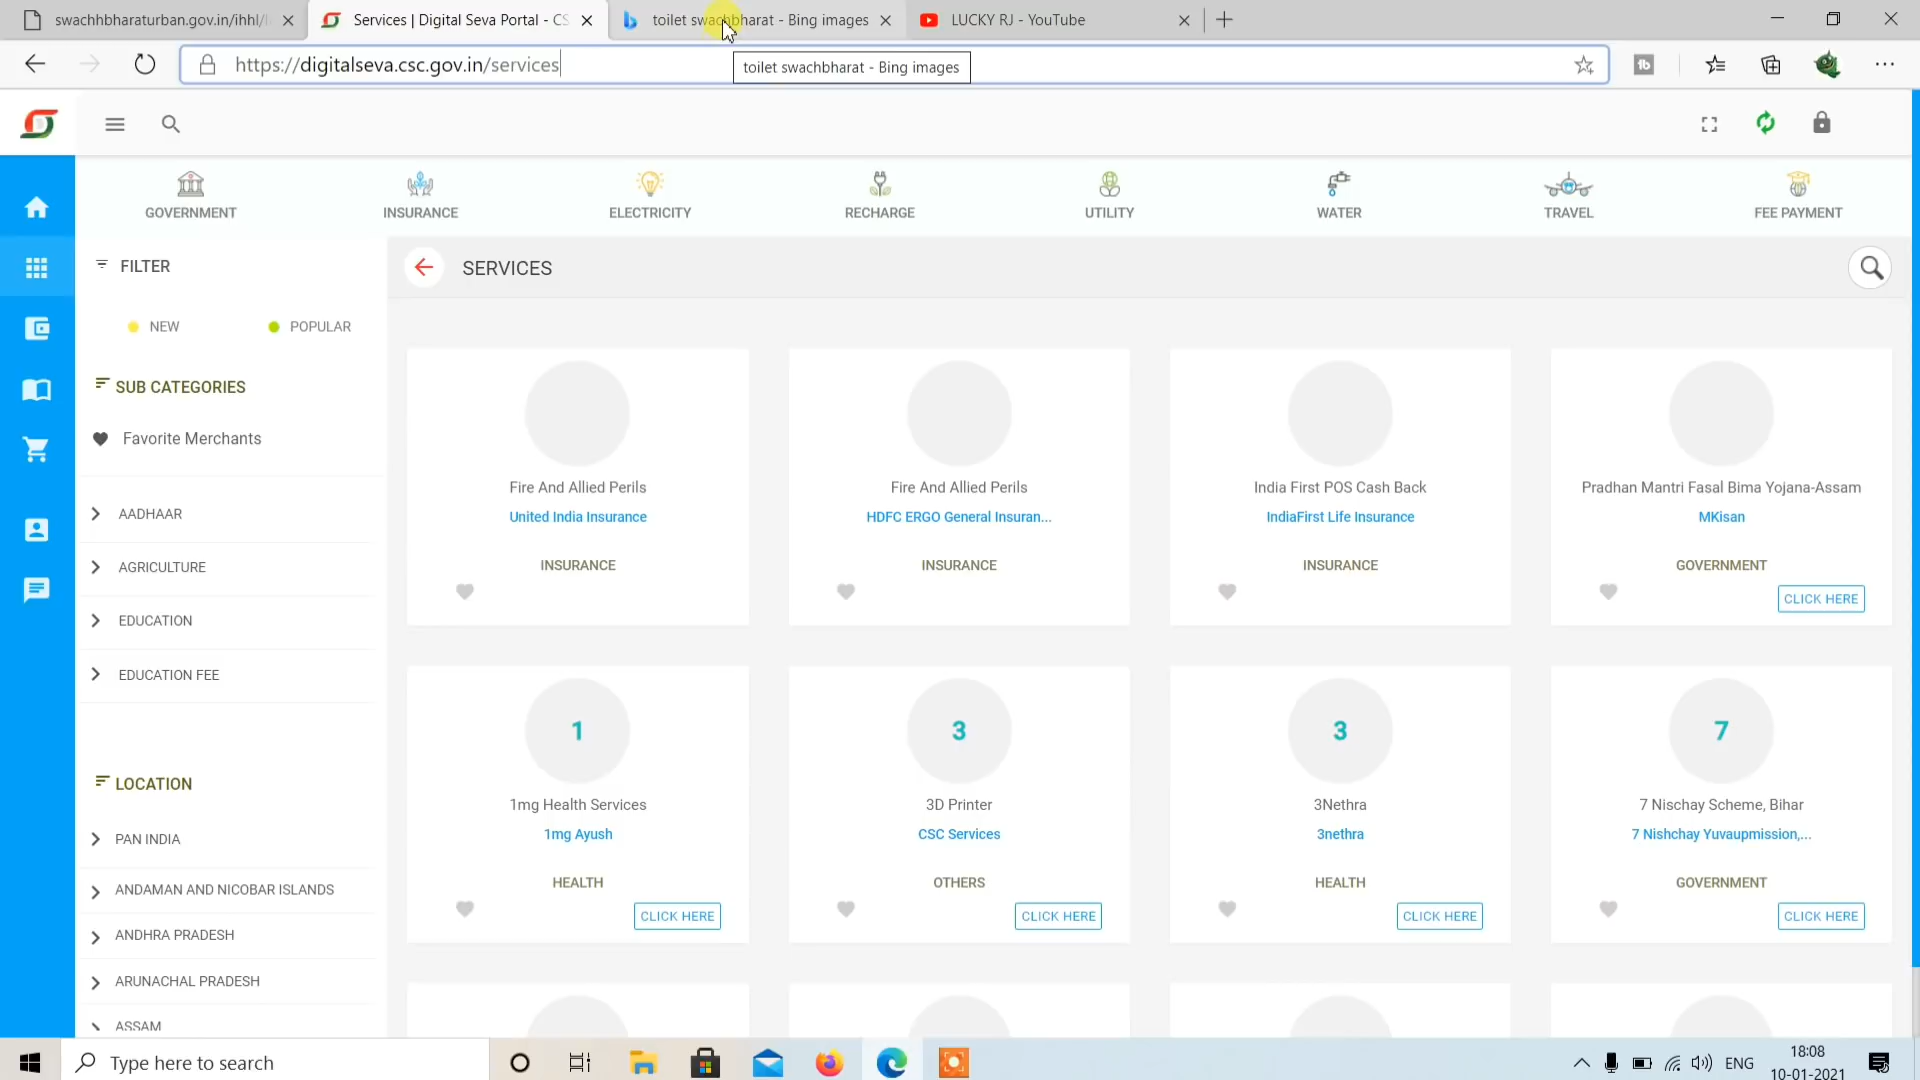 swachhbharaturban.gov.in/ihhl/
Services | Digital Seva Portal - CS
toilet swachbharat - Bing images
LUCKY RJ - YouTube
https://digitalseva.csc.gov.in/services
toilet swachbharat - Bing images
GOVERNMENT
INSURANCE
ELECTRICITY
RECHARGE
UTILITY
WATER
TRAVEL
FEE PAYMENT
FILTER
SERVICES
NEW
POPULAR
SUB CATEGORIES
Favorite Merchants
AADHAAR
AGRICULTURE
EDUCATION
EDUCATION FEE
LOCATION
PAN INDIA
ANDAMAN AND NICOBAR ISLANDS
ANDHRA PRADESH
ARUNACHAL PRADESH
ASSAM
Fire And Allied Perils
United India Insurance
INSURANCE
Fire And Allied Perils
HDFC ERGO General Insuran...
INSURANCE
India First POS Cash Back
IndiaFirst Life Insurance
INSURANCE
Pradhan Mantri Fasal Bima Yojana-Assam
MKisan
GOVERNMENT
CLICK HERE
1
1mg Health Services
1mg Ayush
HEALTH
CLICK HERE
3
3D Printer
CSC Services
OTHERS
CLICK HERE
3
3Nethra
3nethra
HEALTH
CLICK HERE
7
7 Nischay Scheme, Bihar
7 Nishchay Yuvaupmission,...
GOVERNMENT
CLICK HERE
Type here to search
ENG
18:08
10-01-2021